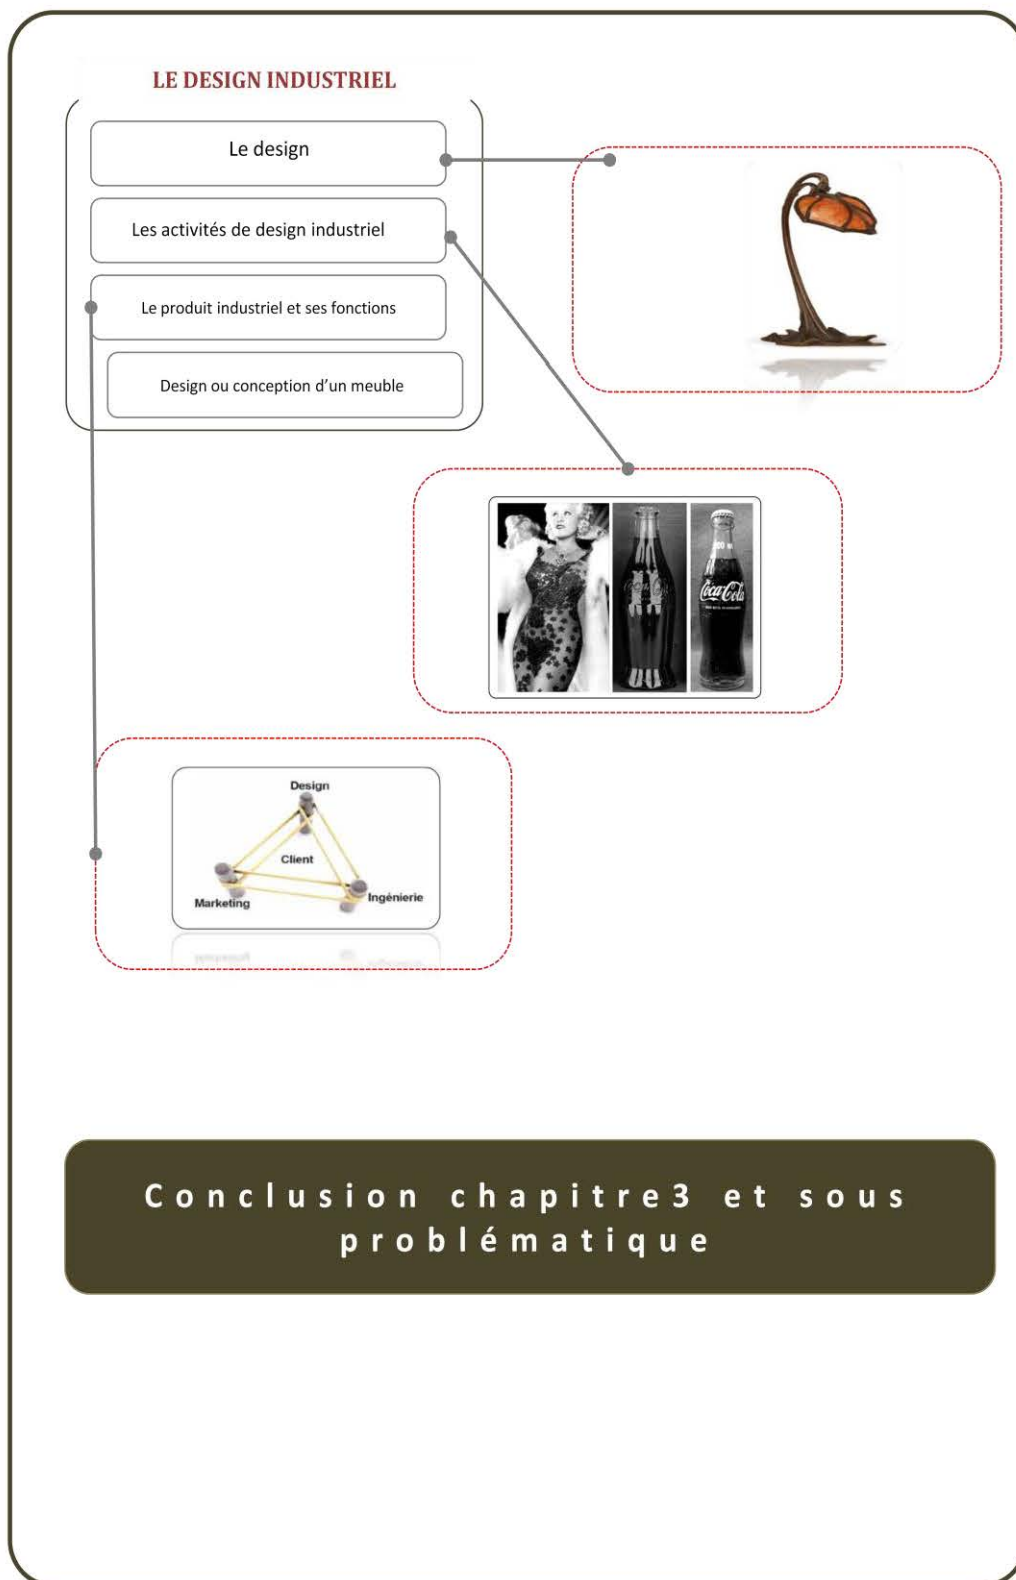 LE DESIGN INDUSTRIEL
Le design
Les activités de design industriel
Le produit industriel et ses fonctions
Design ou conception d’un meuble
Coca-Cola
Design
Client
Marketing
Ingénierie
Conclusion chapitre3 et sous
problématique